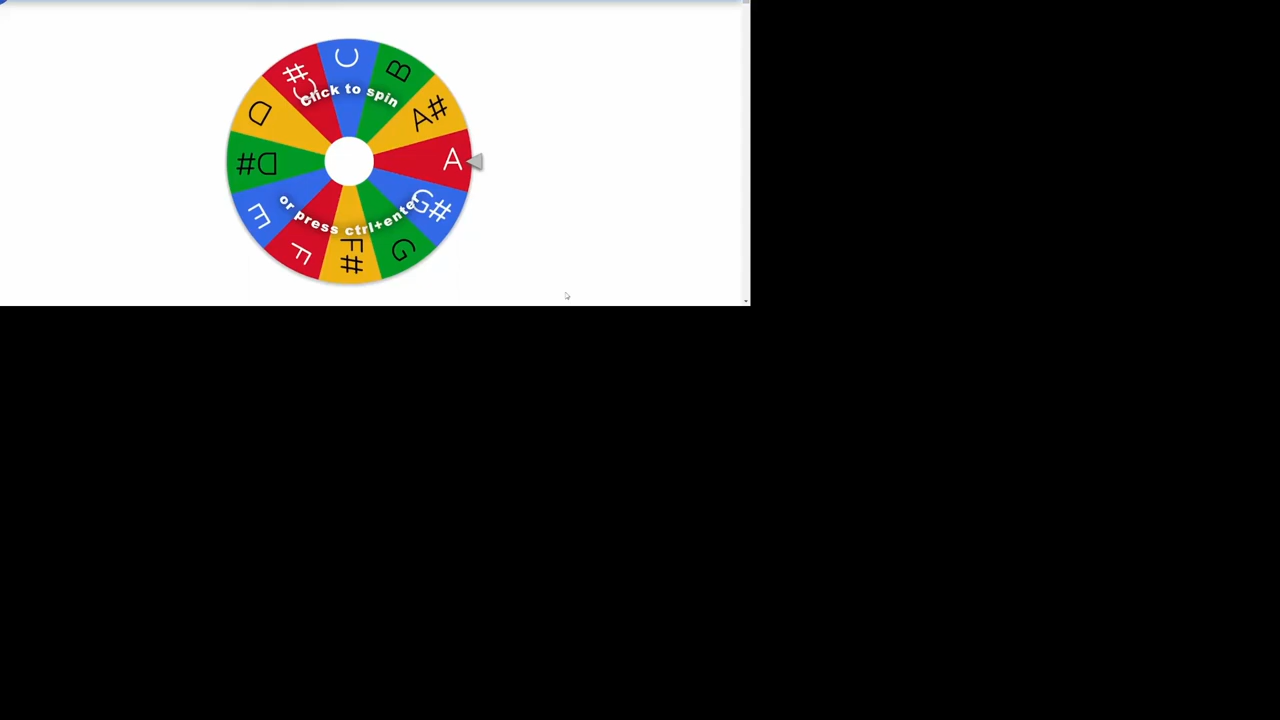 C
B
A#
A
G#
G
F#
F
E
D#
D
C#
Click to spin
or press ctrl+enter